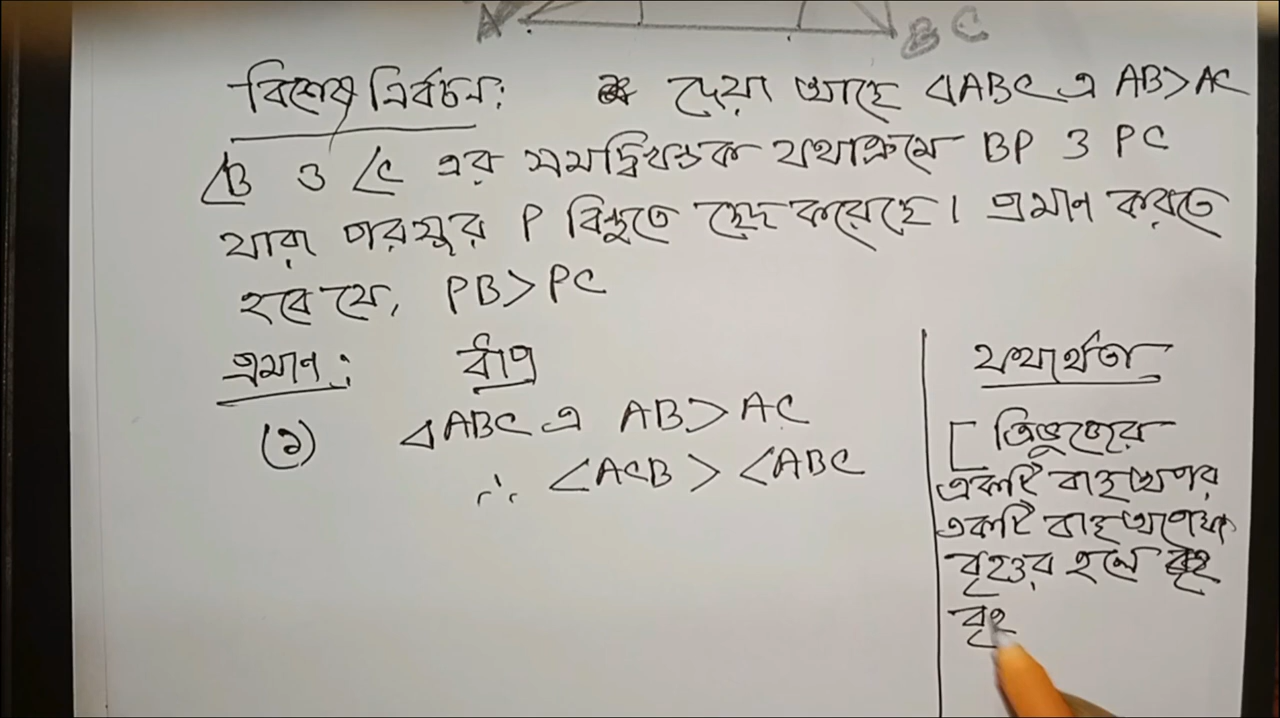 A B C
বিশেষ নির্বচন: দেয়া আছে △ABC এ AB>AC
∠B ও ∠C এর সমদ্বিখণ্ডক যথাক্রমে BP ও PC
যারা পরস্পর P বিন্দুতে ছেদ করেছে। প্রমান করতে
হবে যে, PB>PC
প্রমান: ধাপ
(১) △ABC এ AB>AC
∴ <ACB > <ABC
যথার্থতা
[ত্রিভুজের
একটি বাহু অপর
একটি বাহু অপেক্ষা
বৃহত্তর হলে বৃহ
বৃহ